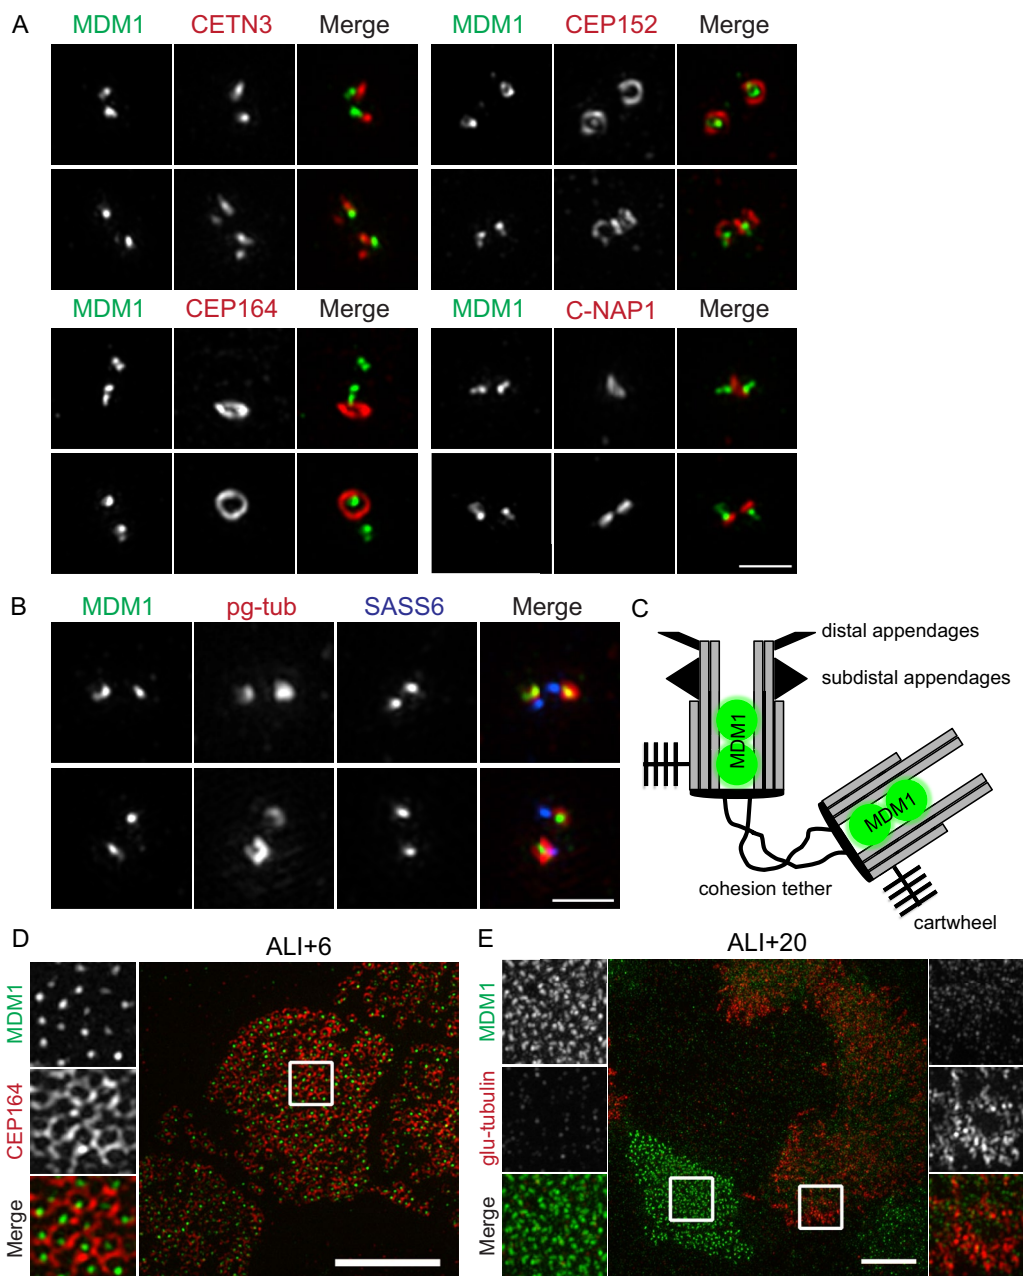 A
MDM1 CETN3 Merge MDM1 CEP152 Merge
MDM1 CEP164 Merge MDM1 C-NAP1 Merge
B
MDM1 pg-tub SASS6 Merge
C
distal appendages
subdistal appendages
MDM1
MDM1
cohesion tether
cartwheel
D
ALI+6
MDM1
CEP164
Merge
E
ALI+20
MDM1
glu-tubulin
Merge